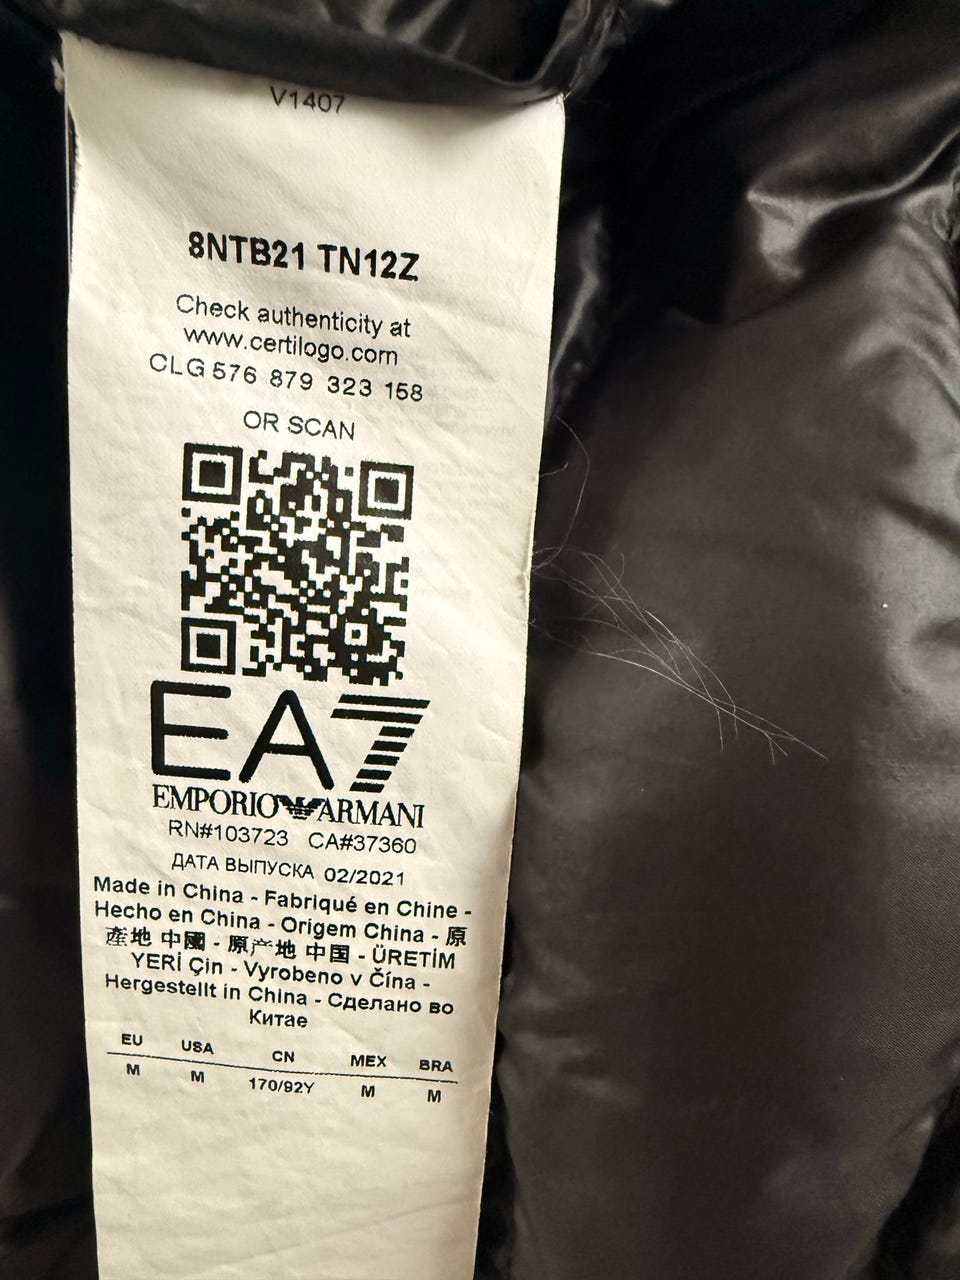 V1407
8NTB21 TN12Z
Check authenticity at
www.certilogo.com
CLG 576 879 323 158
OR SCAN
EA7
EMPORIO ARMANI
RN#103723 CA#37360
ДАТА ВЫПУСКА 02/2021
Made in China - Fabriqué en Chine -
Hecho en China - Origem China - 原
產地 中國 - 原产地 中国 - ÜRETİM
YERİ Çin - Vyrobeno v Čína -
Hergestellt in China - Сделано во
Китае
EU USA CN MEX BRA
M M 170/92Y M M